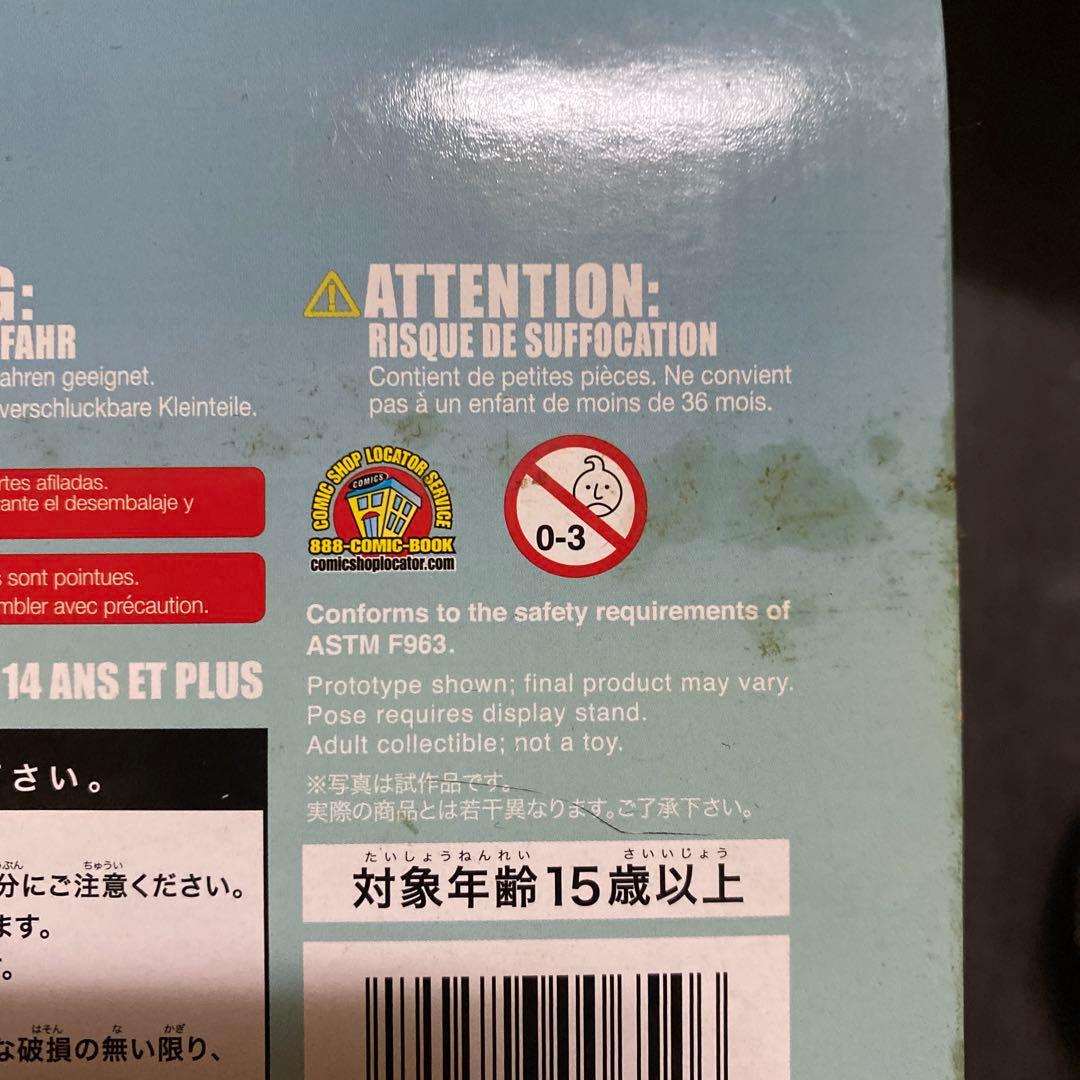 G:
FAHR
ahren geeignet.
verschluckbare Kleinteile.
rtes afiladas.
ante el desembalaje y
s sont pointues.
mbler avec précaution.
14 ANS ET PLUS
さい。
ぶん ちゅうい
分にご注意ください。
ます。
。
はそん な かぎ
な破損の無い限り、
ATTENTION:
RISQUE DE SUFFOCATION
Contient de petites pièces. Ne convient
pas à un enfant de moins de 36 mois.
COMIC SHOP LOCATOR SERVICE
COMICS
888-COMIC-BOOK
comicshoplocator.com
0-3
Conforms to the safety requirements of
ASTM F963.
Prototype shown; final product may vary.
Pose requires display stand.
Adult collectible; not a toy.
※写真は試作品です。
実際の商品とは若干異なります。ご了承下さい。
たいしょうねんれい さいいじょう
対象年齢15歳以上